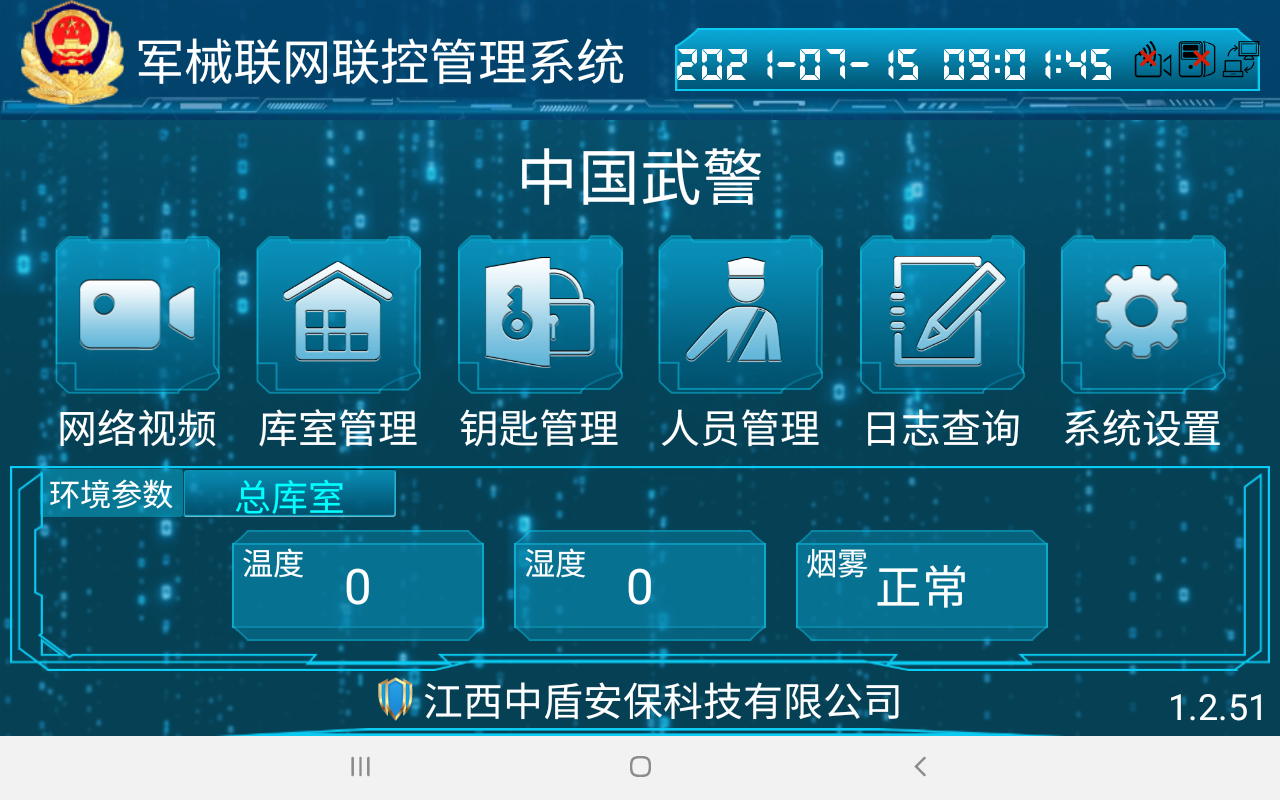 军械联网联控管理系统
2021-07-15 09:01:45
中国武警
网络视频 库室管理 钥匙管理 人员管理 日志查询 系统设置
环境参数 总库室
温度 0 湿度 0 烟雾 正常
江西中盾安保科技有限公司
1.2.51